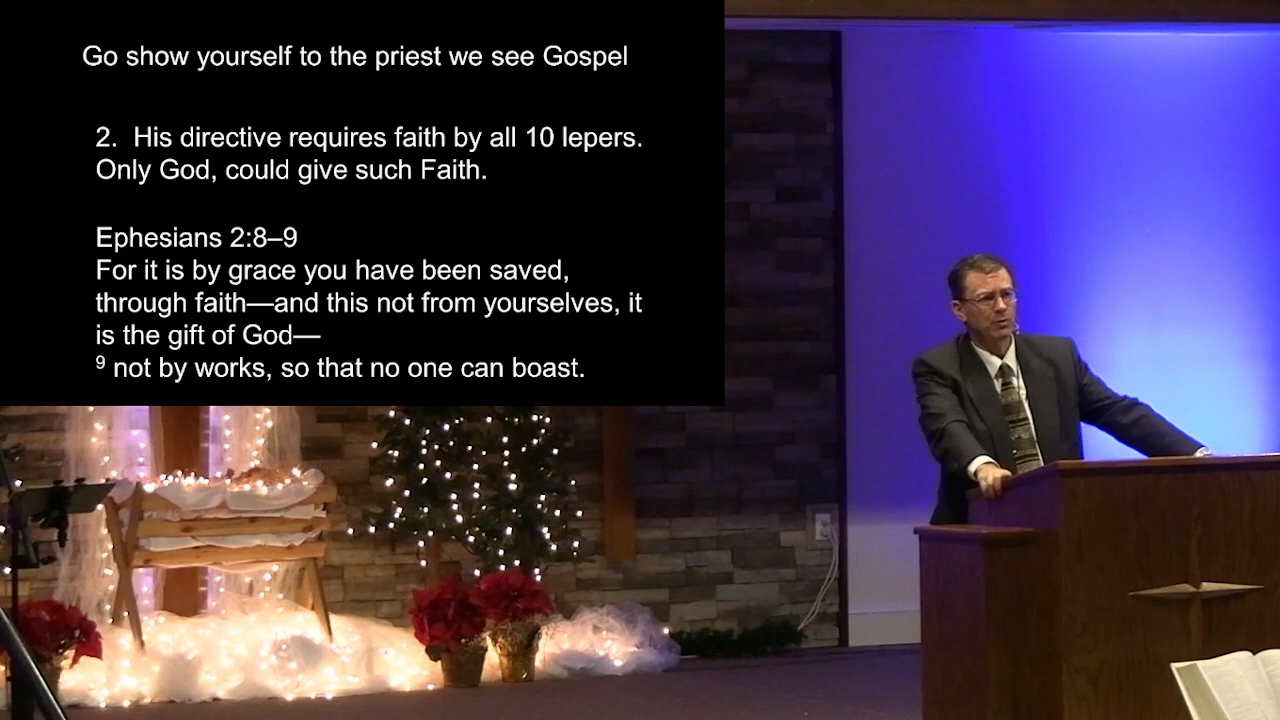 Go show yourself to the priest we see Gospel
2. His directive requires faith by all 10 lepers.
Only God, could give such Faith.
Ephesians 2:8–9
For it is by grace you have been saved,
through faith—and this not from yourselves, it
is the gift of God—
9 not by works, so that no one can boast.